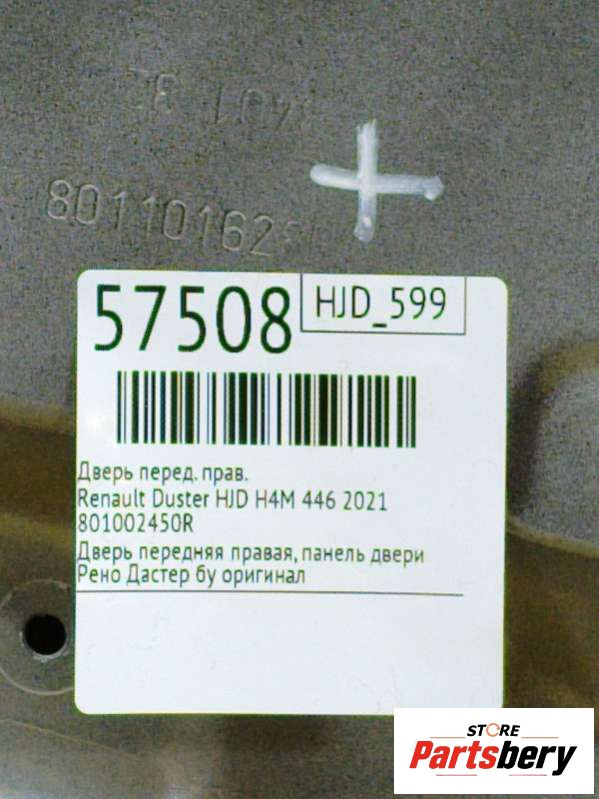 57508
HJD_599
Дверь перед. прав.
Renault Duster HJD H4M 446 2021
801002450R
Дверь передняя правая, панель двери
Рено Дастер бу оригинал
STORE
Partsbery